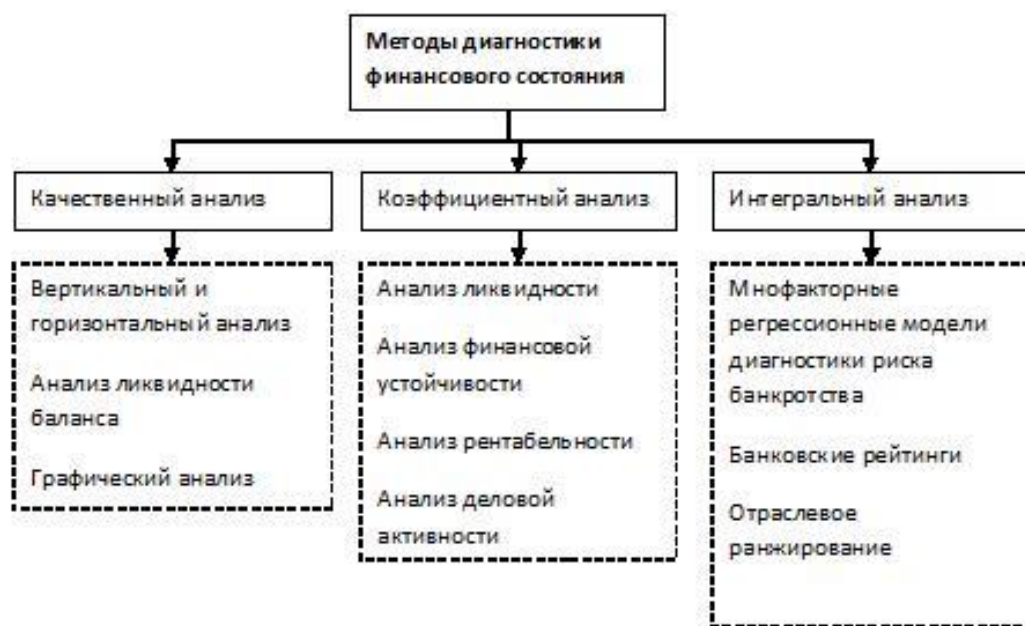 Методы диагностики
финансового состояния
Качественный анализ
Коэффициентный анализ
Интегральный анализ
Вертикальный и
горизонтальный анализ
Анализ ликвидности
баланса
Графический анализ
Анализ ликвидности
Анализ финансовой
устойчивости
Анализ рентабельности
Анализ деловой
активности
Мнофакторные
регрессионные модели
диагностики риска
банкротства
Банковские рейтинги
Отраслевое
ранжирование